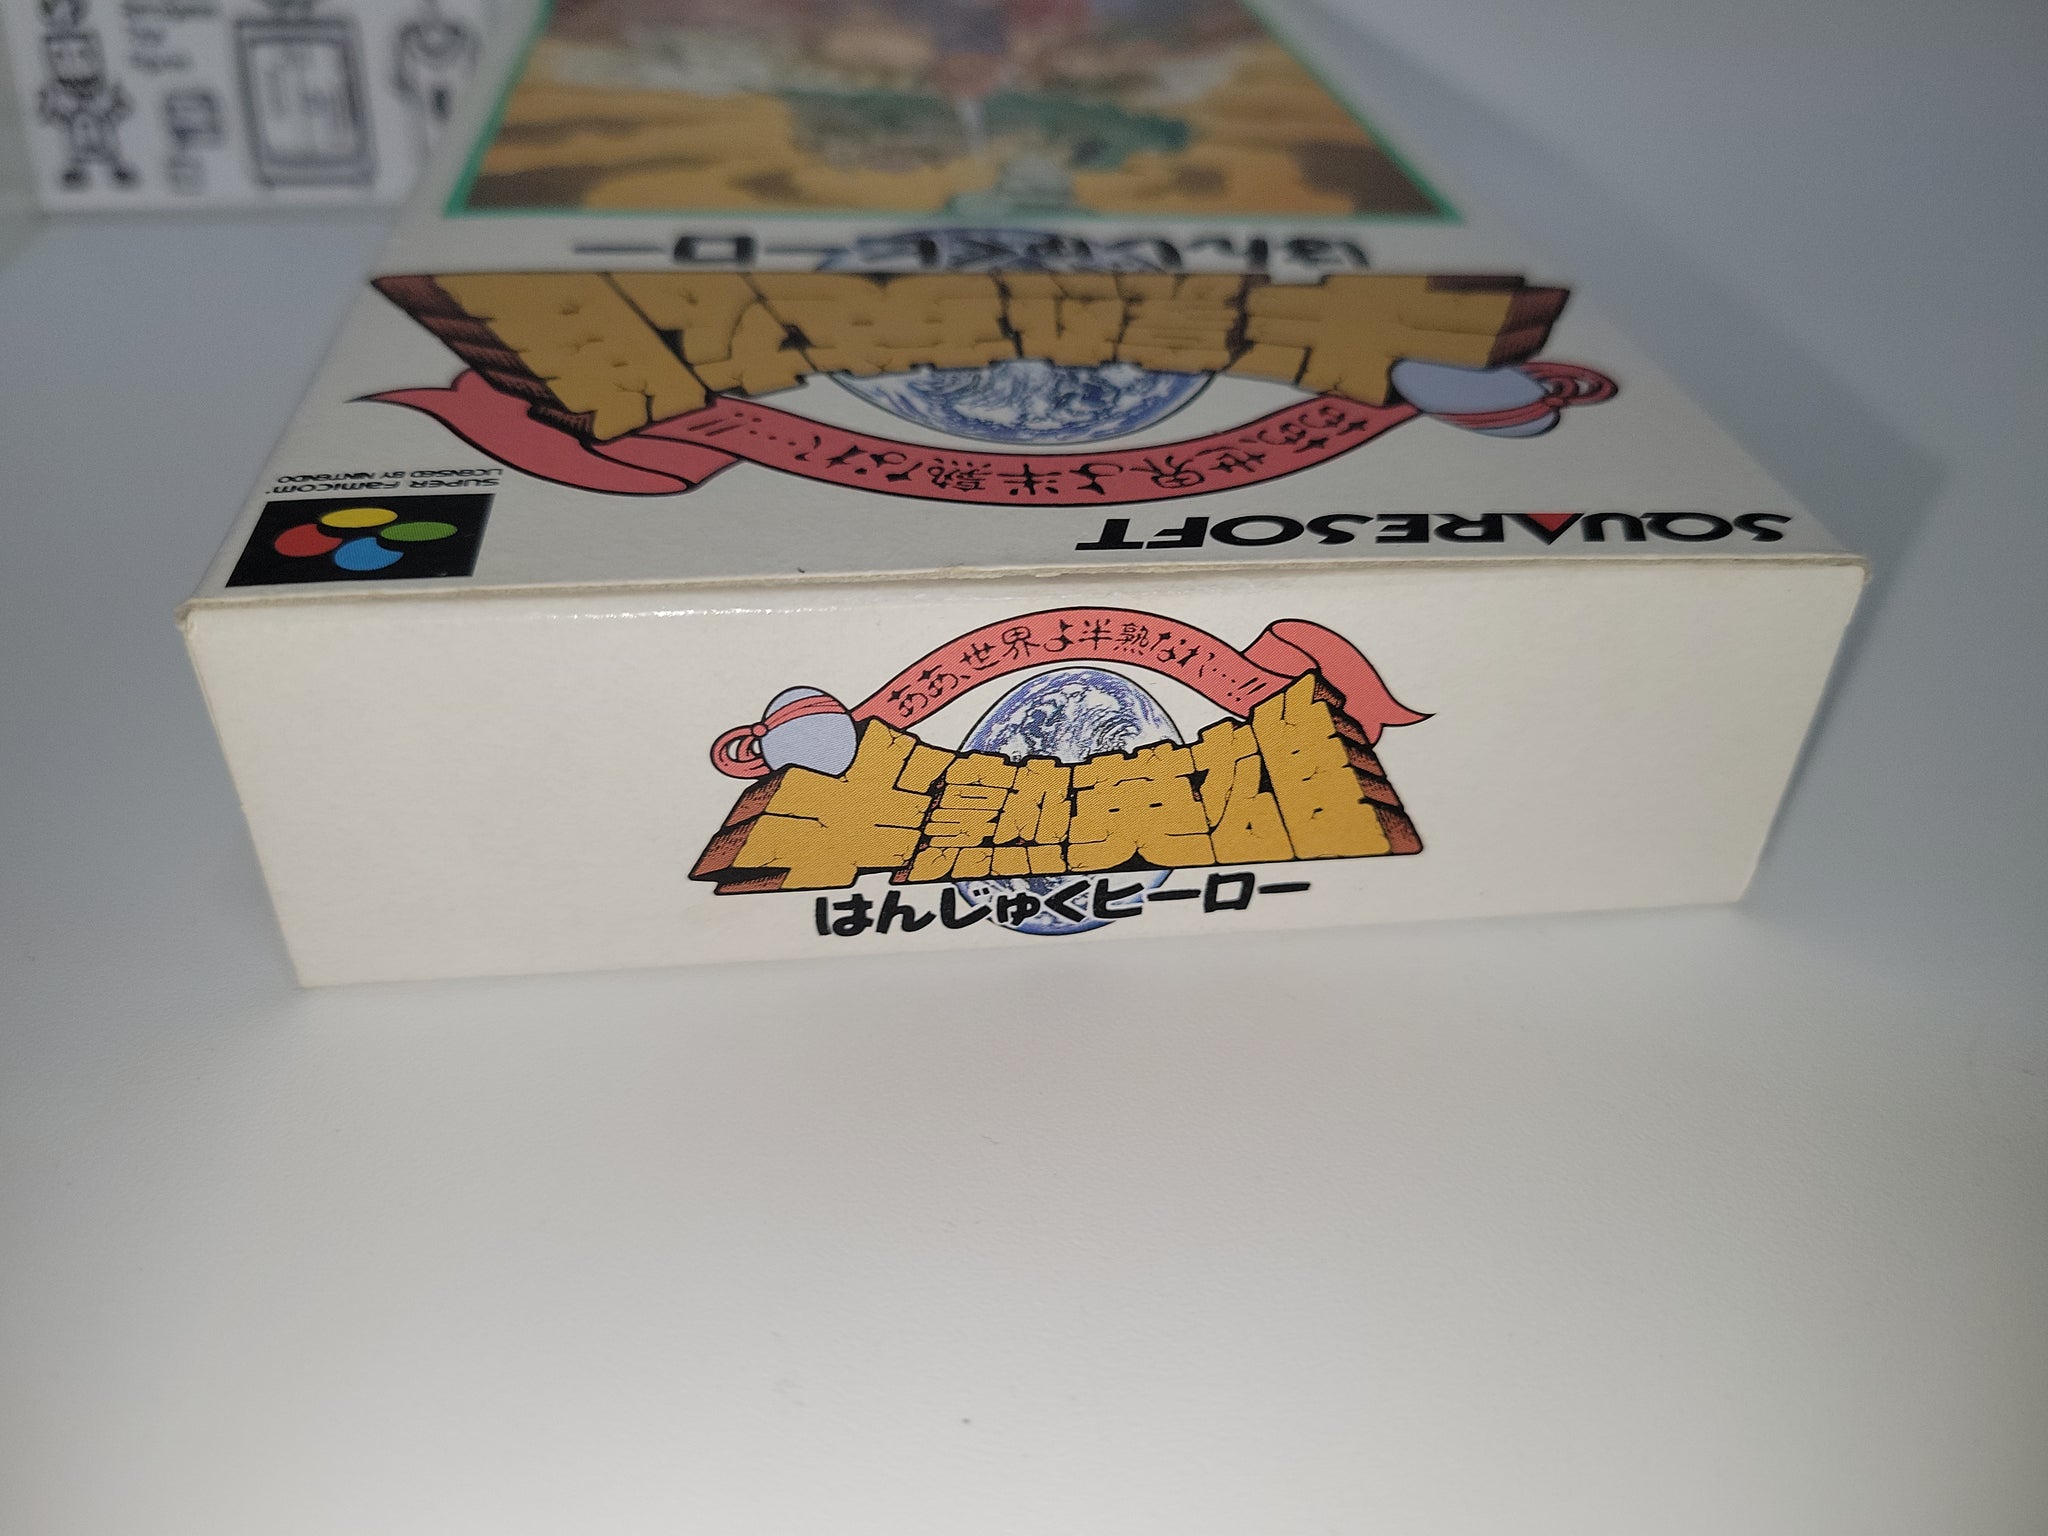 はんじゅくヒーロー
半熟英雄
ああ、世界よ半熟なれ…!!
SUPER Famicom
LICENSED BY NINTENDO
SQUARESOFT
ああ、世界よ半熟なれ…!!
半熟英雄
はんじゅくヒーロー